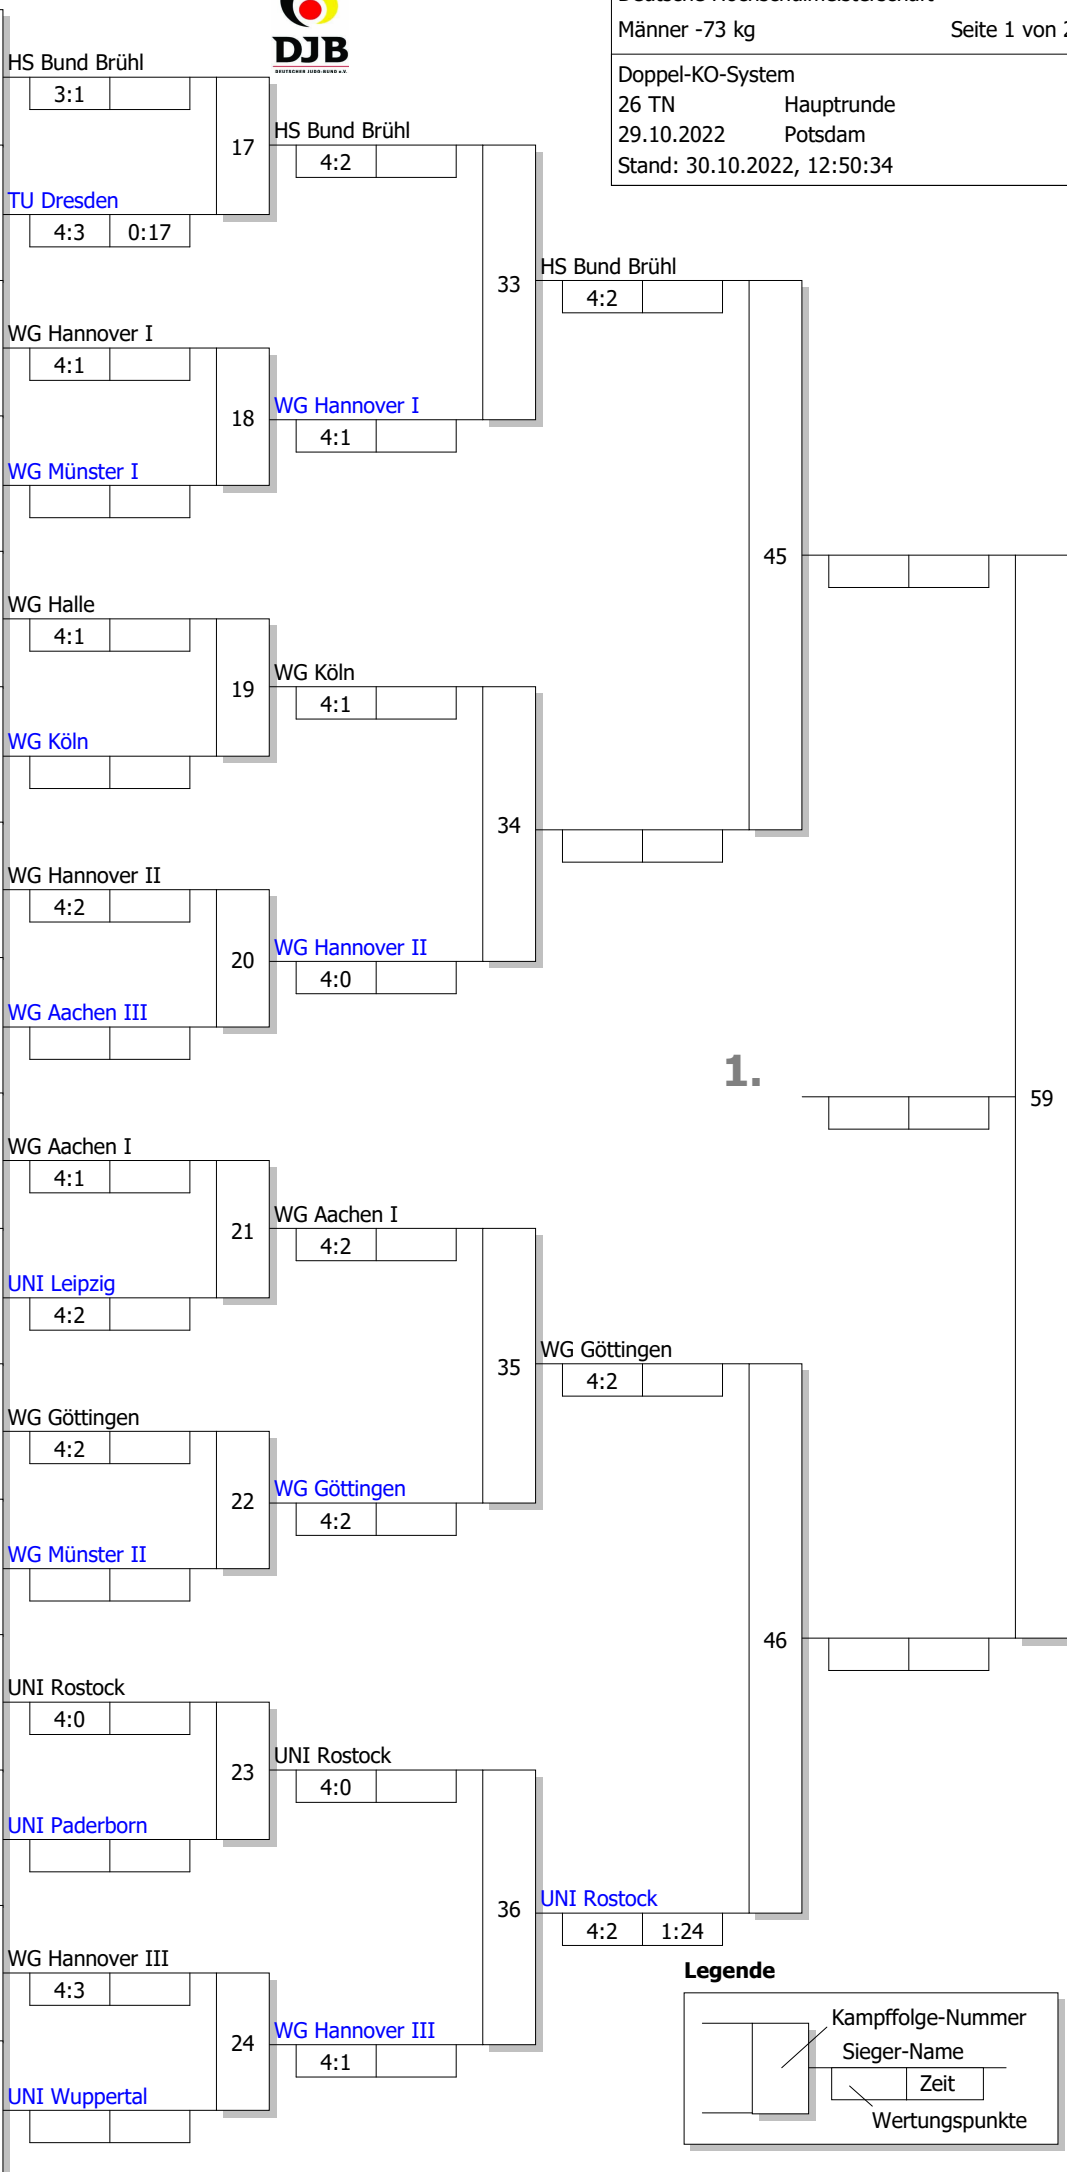 DJB
DEUTSCHER JUDO-BUND e.V.
Männer -73 kg Seite 1 von 2
Doppel-KO-System
26 TN Hauptrunde
29.10.2022 Potsdam
Stand: 30.10.2022, 12:50:34
HS Bund Brühl
3:1
17
TU Dresden
4:3 0:17
WG Hannover I
4:1
18
WG Münster I
WG Halle
4:1
19
WG Köln
WG Hannover II
4:2
20
WG Aachen III
WG Aachen I
4:1
21
UNI Leipzig
4:2
WG Göttingen
4:2
22
WG Münster II
UNI Rostock
4:0
23
UNI Paderborn
WG Hannover III
4:3
24
UNI Wuppertal
HS Bund Brühl
4:2
33
WG Hannover I
4:1
WG Köln
4:1
34
WG Hannover II
4:0
WG Aachen I
4:2
35
WG Göttingen
4:2
UNI Rostock
4:0
36
WG Hannover III
4:1
HS Bund Brühl
4:2
45
WG Göttingen
4:2
46
UNI Rostock
4:2 1:24
1.
59
Legende
Kampffolge-Nummer
Sieger-Name
Zeit
Wertungspunkte